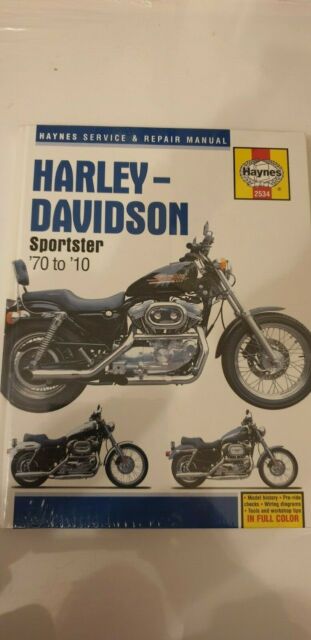 HAYNES SERVICE & REPAIR MANUAL
Haynes
®
2534
HARLEY-
DAVIDSON
Sportster
'70 to '10
• Model history • Pre-ride
checks • Wiring diagrams
• Tools and workshop tips
IN FULL COLOR